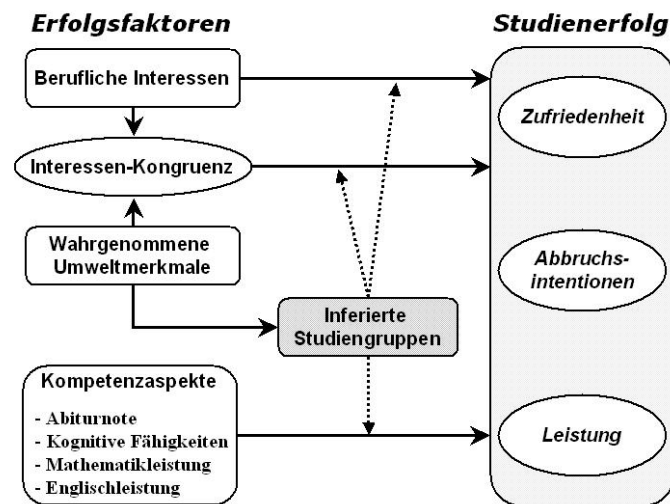 Erfolgsfaktoren
Berufliche Interessen
Interessen-Kongruenz
Wahrgenommene
Umweltmerkmale
Inferierte
Studiengruppen
Kompetenzaspekte
- Abiturnote
- Kognitive Fähigkeiten
- Mathematikleistung
- Englischleistung
Studienerfolg
Zufriedenheit
Abbruchs-
intentionen
Leistung